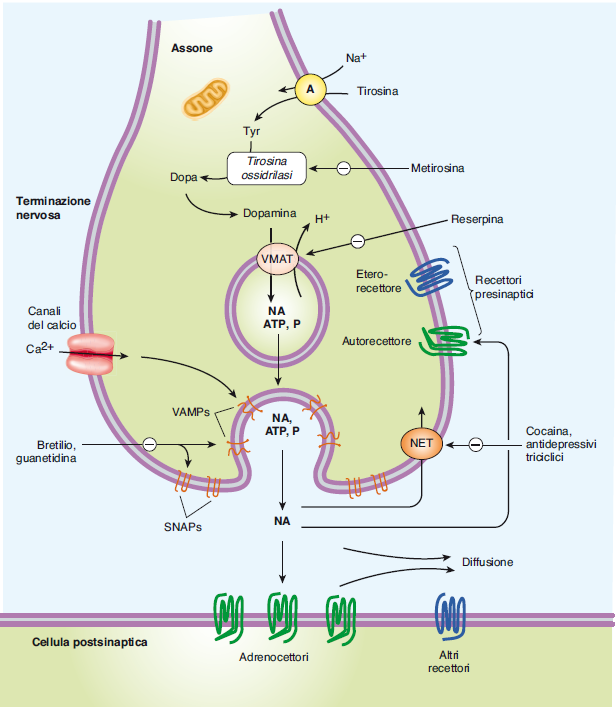 Assone
Na+
A
Tirosina
Tyr
Tirosina
ossidrilasi
Metirosina
Dopa
Terminazione
nervosa
Dopamina
H+
Reserpina
VMAT
Etero-
recettore
Recettori
presinaptici
NA
ATP, P
Canali
del calcio
Autorecettore
Ca2+
VAMPs
NA,
ATP, P
Cocaina,
antidepressivi
triciclici
NET
Bretilio,
guanetidina
SNAPs
NA
Diffusione
Cellula postsinaptica
Adrenocettori
Altri
recettori